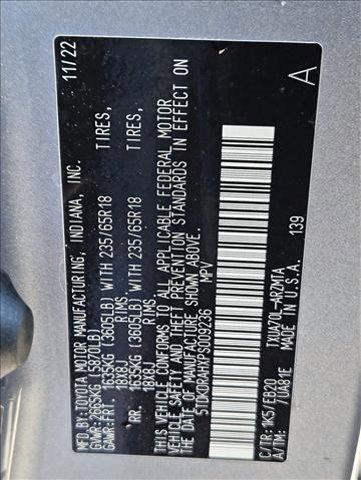 MFD.BY:TOYOTA MOTOR MANUFACTURING, INDIANA, INC. 11/22
GVWR:2665KG (5870LB)
GAWR:FRT. 1635KG (3605LB) WITH 235/65R18 TIRES,
18X8J RIMS
RR. 1635KG (3605LB) WITH 235/65R18 TIRES,
18X8J RIMS.
THIS VEHICLE CONFORMS TO ALL APPLICABLE FEDERAL MOTOR
VEHICLE SAFETY AND THEFT PREVENTION STANDARDS IN EFFECT ON
THE DATE OF MANUFACTURE SHOWN ABOVE.
MPV
C/TR:1K5/EB20 TXUA70L-ARZMTA
A/TM: /UA81E MADE IN U.S.A. 139
A